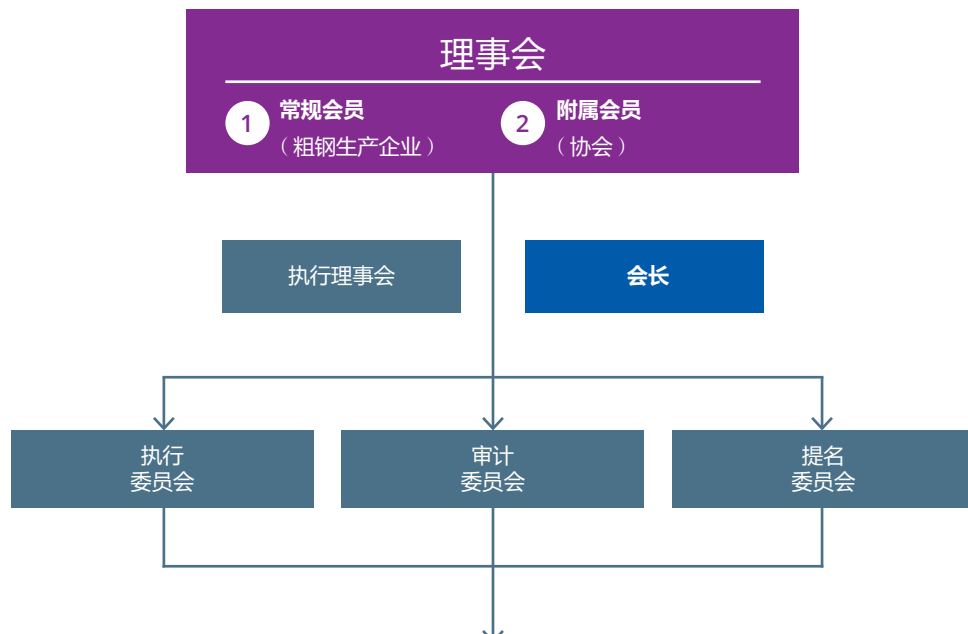 理事会
1 常规会员
（粗钢生产企业）
2 附属会员
（协会）
执行理事会
会长
执行
委员会
审计
委员会
提名
委员会